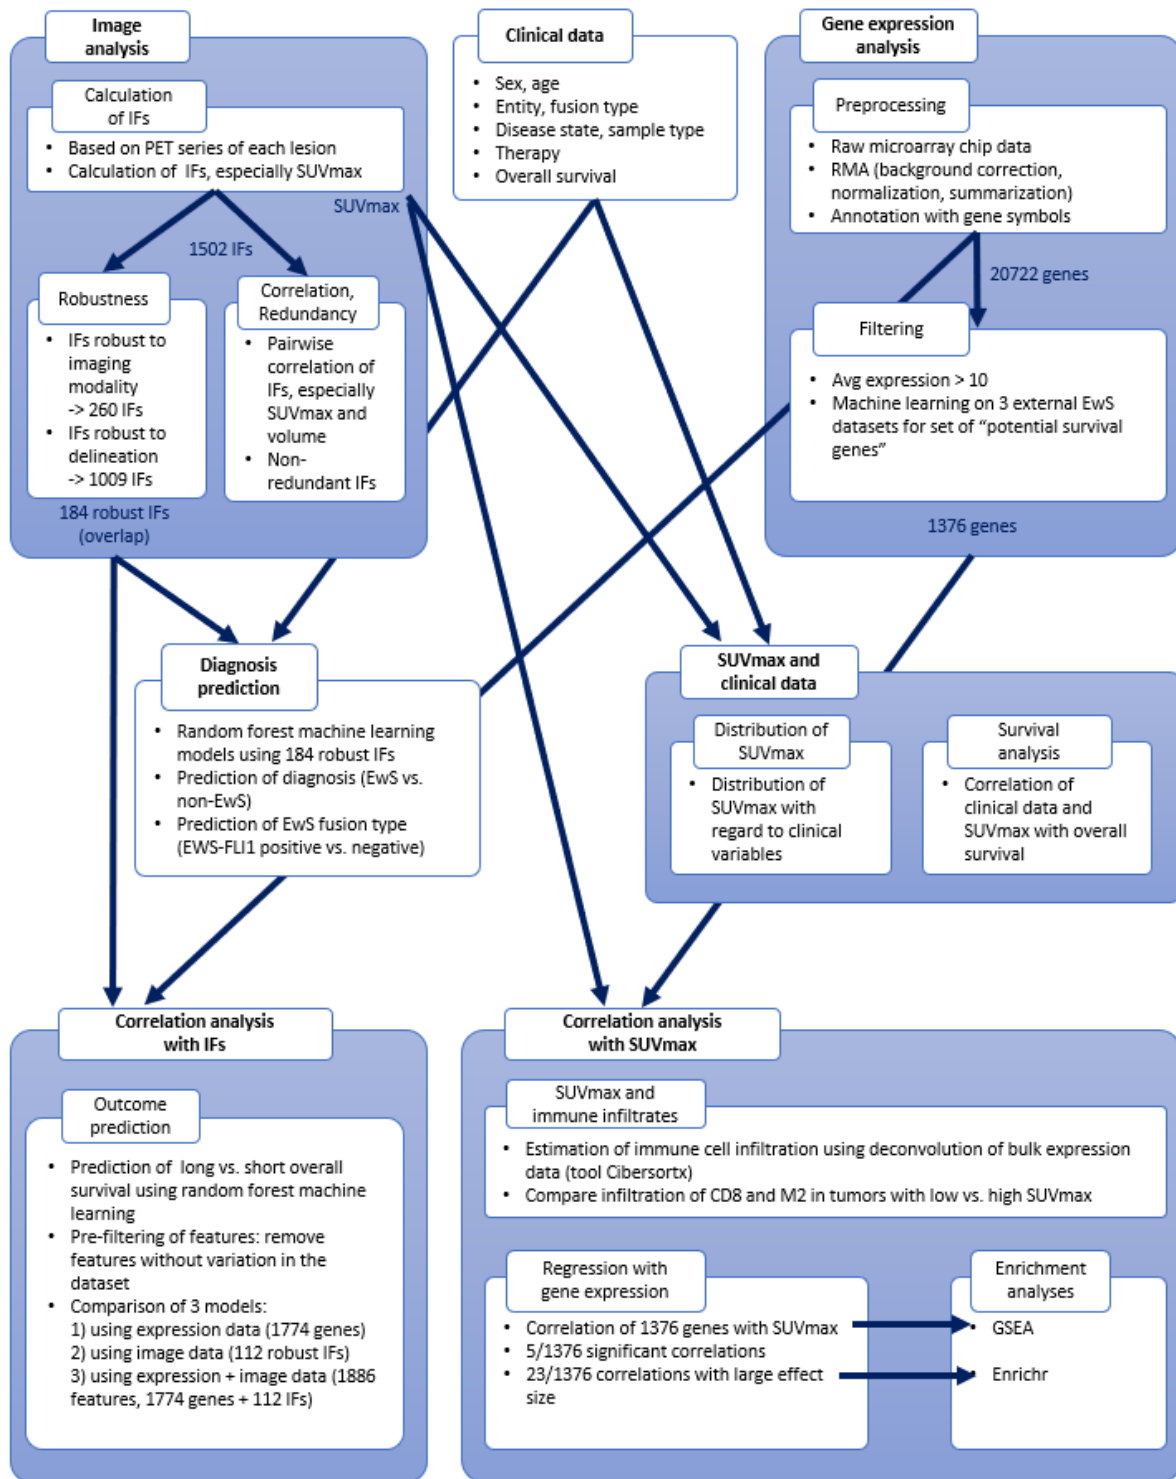 Image
analysis
Calculation
of IFs
• Based on PET series of each lesion
• Calculation of  IFs, especially SUVmax
SUVmax
1502 IFs
Robustness
• IFs robust to
imaging
modality
-> 260 IFs
• IFs robust to
delineation
-> 1009 IFs
184 robust IFs
(overlap)
Correlation,
Redundancy
• Pairwise
correlation of
IFs, especially
SUVmax and
volume
• Non-
redundant IFs
Clinical data
• Sex, age
• Entity, fusion type
• Disease state, sample type
• Therapy
• Overall survival
Gene expression
analysis
Preprocessing
• Raw microarray chip data
• RMA (background correction,
normalization, summarization)
• Annotation with gene symbols
20722 genes
Filtering
• Avg expression > 10
• Machine learning on 3 external EwS
datasets for set of “potential survival
genes”
1376 genes
Diagnosis
prediction
• Random forest machine learning
models using 184 robust IFs
• Prediction of diagnosis (EwS vs.
non-EwS)
• Prediction of EwS fusion type
(EWS-FLI1 positive vs. negative)
SUVmax and
clinical data
Distribution of
SUVmax
• Distribution of
SUVmax with
regard to clinical
variables
Survival
analysis
• Correlation of
clinical data and
SUVmax with overall
survival
Correlation analysis
with IFs
Outcome
prediction
• Prediction of  long vs. short overall
survival using random forest machine
learning
• Pre-filtering of features: remove
features without variation in the
dataset
• Comparison of 3 models:
1) using expression data (1774 genes)
2) using image data (112 robust IFs)
3) using expression + image data (1886
features, 1774 genes + 112 IFs)
Correlation analysis
with SUVmax
SUVmax and
immune infiltrates
• Estimation of immune cell infiltration using deconvolution of bulk expression
data (tool Cibersortx)
• Compare infiltration of CD8 and M2 in tumors with low vs. high SUVmax
Regression with
gene expression
• Correlation of 1376 genes with SUVmax
• 5/1376 significant correlations
• 23/1376 correlations with large effect
size
Enrichment
analyses
• GSEA
• Enrichr